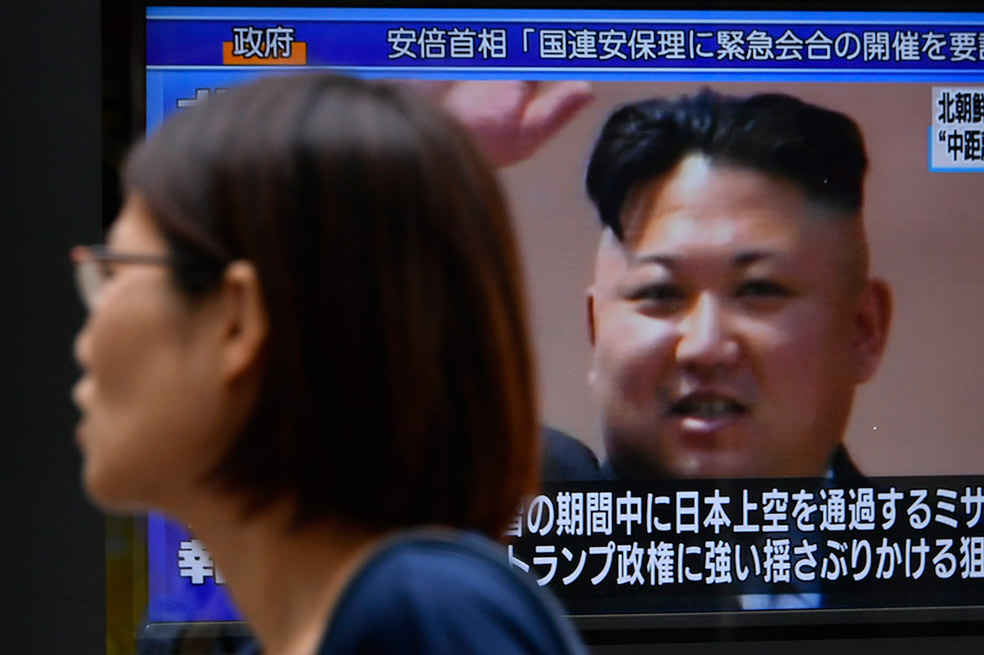 政府
安倍首相「国連安保理に緊急会合の開催を要
北朝鮮
“中距
の期間中に日本上空を通過するミサ
トランプ政権に強い揺さぶりかける狙